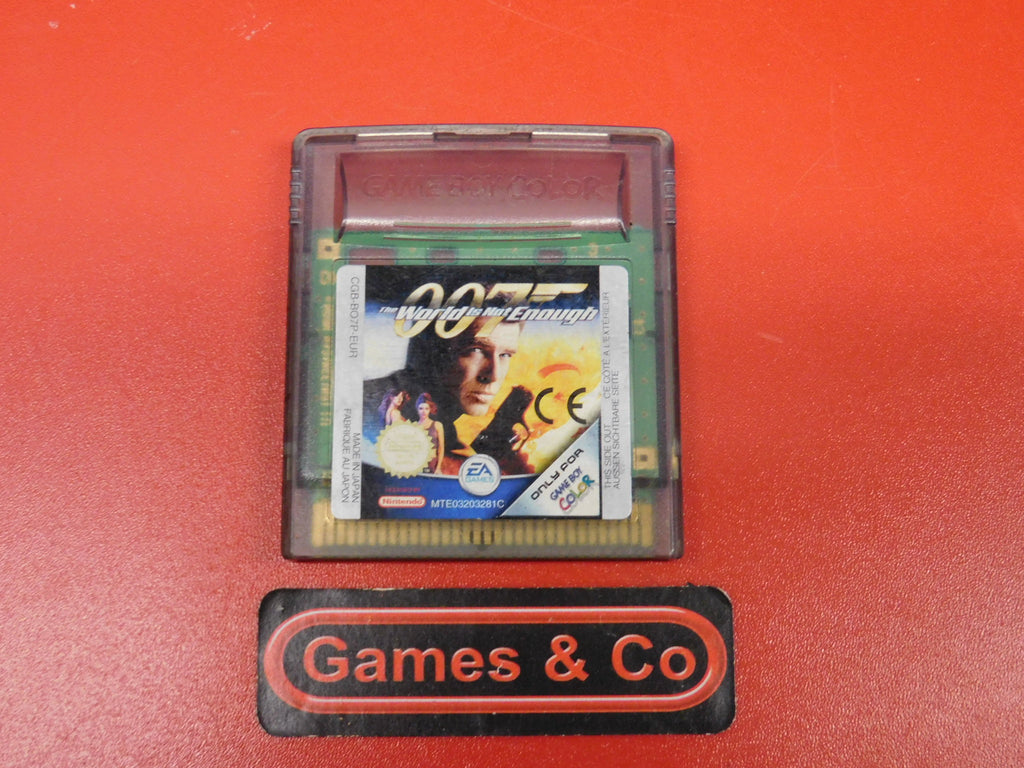 GAME BOY COLOR
CGB-BO7P-EUR
MADE IN JAPAN
FABRIQUE AU JAPON
007
The World is Not Enough
CE
EA
GAMES
Nintendo
MTE03203281C
ONLY FOR
GAME BOY
COLOR
THIS SIDE OUT CE COTÉ A L'EXTERIEUR
AUSSEN SICHTBARE SEITE
Games & Co